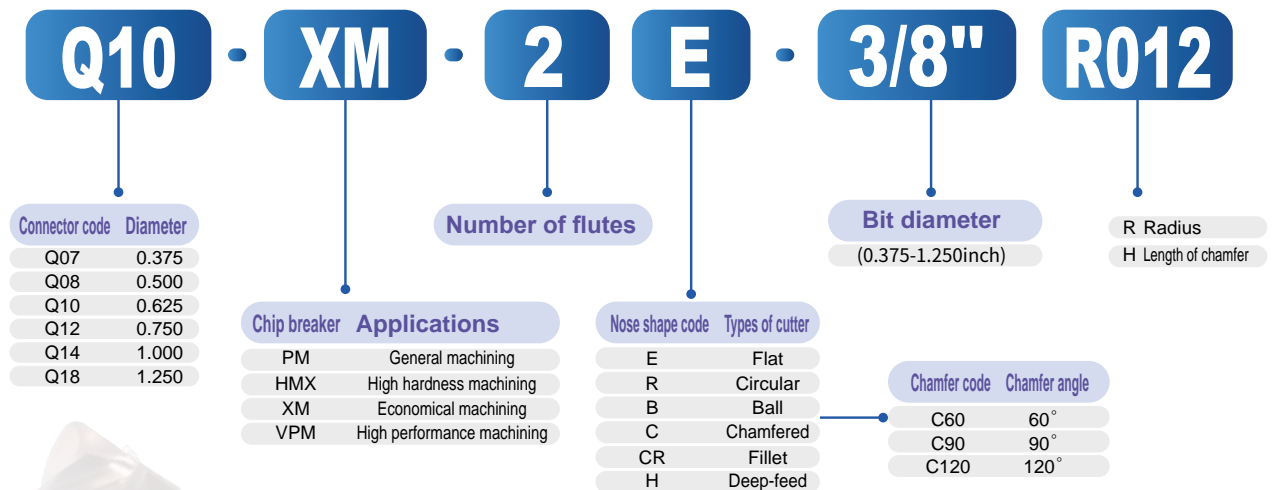 Q10 - XM - 2 E - 3/8" R012
Connector code Diameter
Q07 0.375
Q08 0.500
Q10 0.625
Q12 0.750
Q14 1.000
Q18 1.250
Chip breaker Applications
PM General machining
HMX High hardness machining
XM Economical machining
VPM High performance machining
Number of flutes
Nose shape code Types of cutter
E Flat
R Circular
B Ball
C Chamfered
CR Fillet
H Deep-feed
Chamfer code Chamfer angle
C60 60°
C90 90°
C120 120°
Bit diameter
(0.375-1.250inch)
R Radius
H Length of chamfer